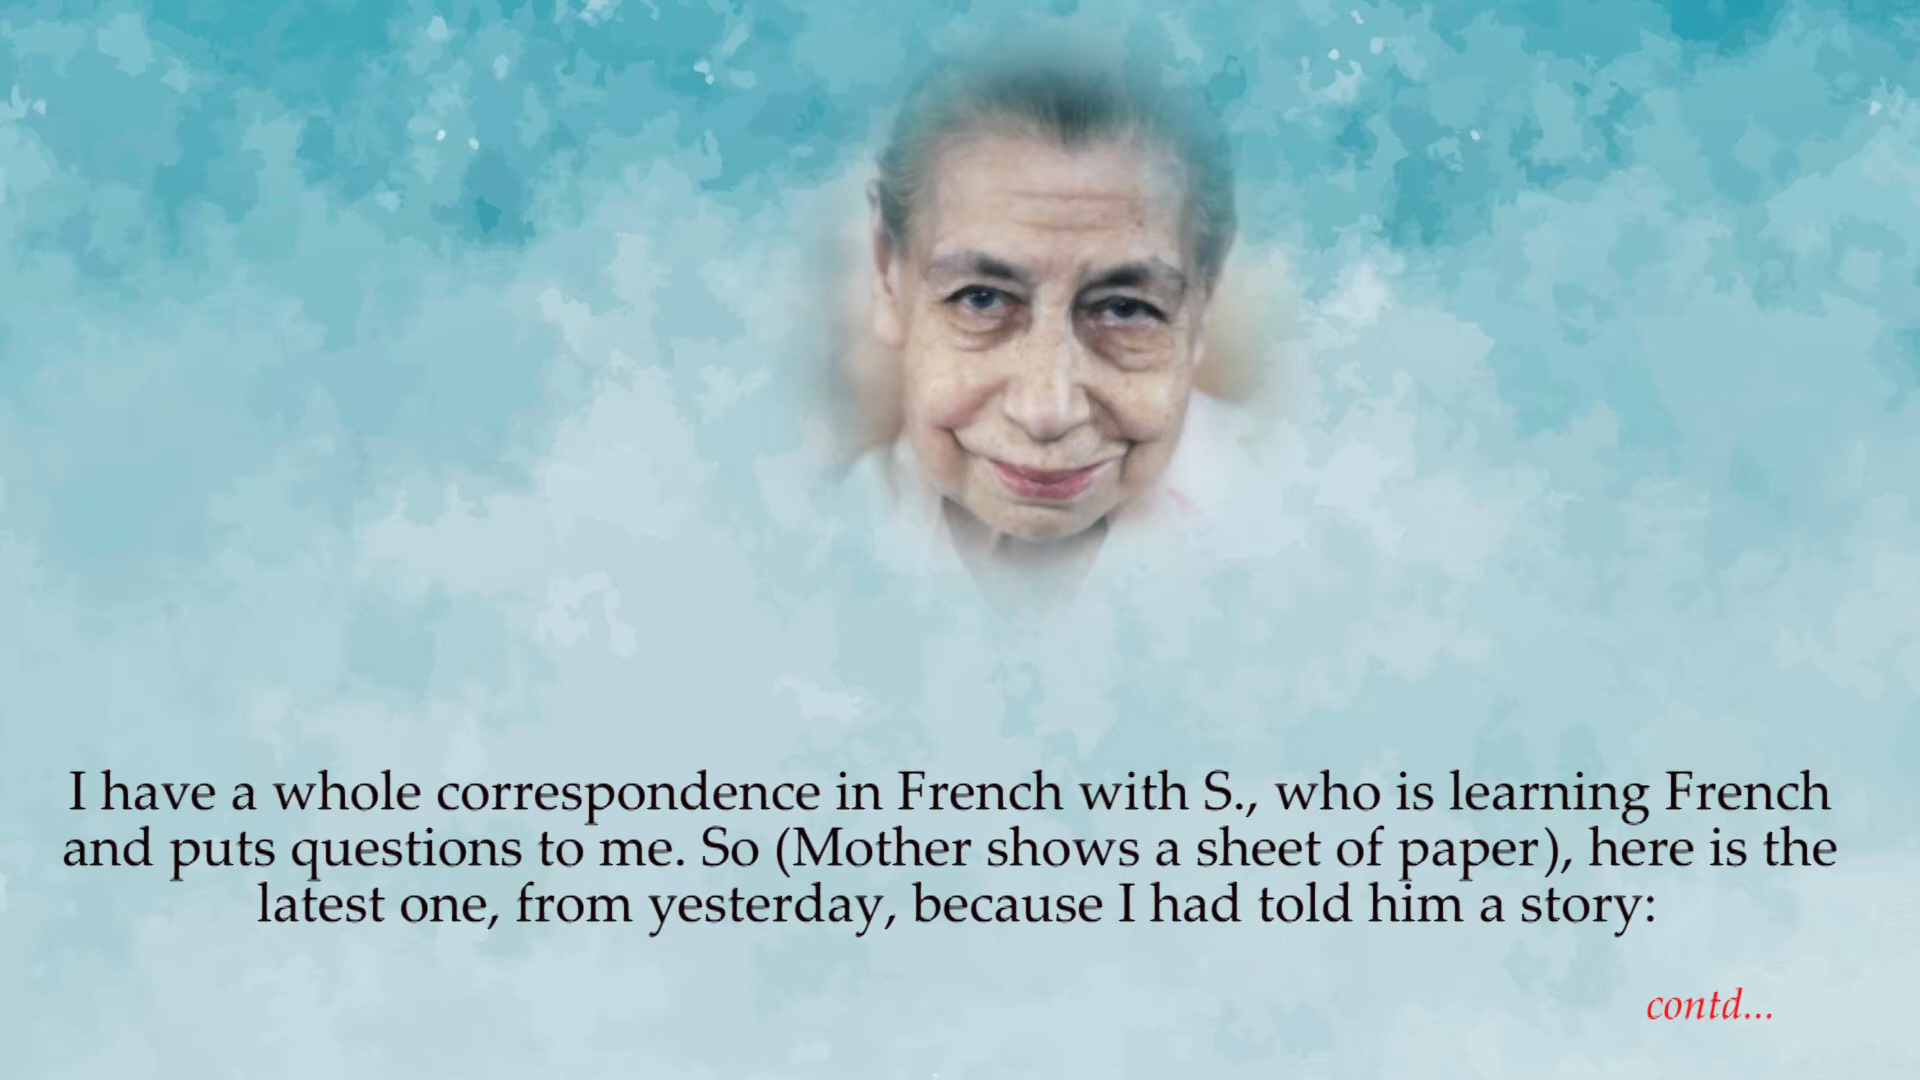 I have a whole correspondence in French with S., who is learning French
and puts questions to me. So (Mother shows a sheet of paper), here is the
latest one, from yesterday, because I had told him a story:
contd...